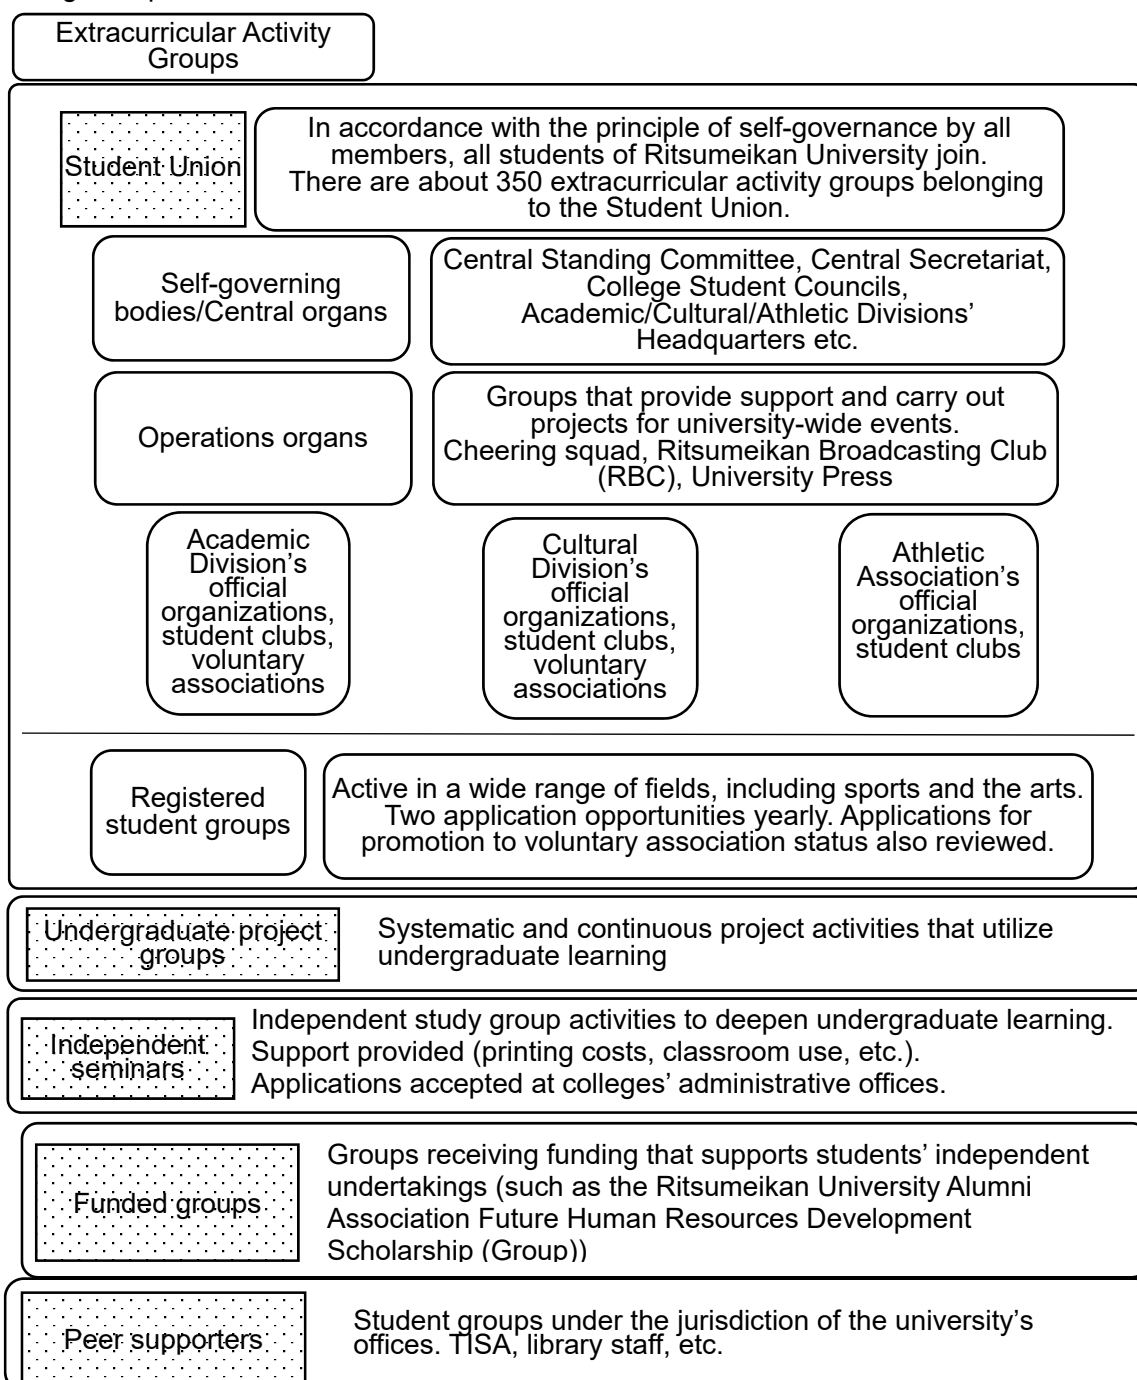 Extracurricular Activity
Groups
Student Union
In accordance with the principle of self-governance by all
members, all students of Ritsumeikan University join.
There are about 350 extracurricular activity groups belonging
to the Student Union.
Self-governing
bodies/Central organs
Central Standing Committee, Central Secretariat,
College Student Councils,
Academic/Cultural/Athletic Divisions’
Headquarters etc.
Operations organs
Groups that provide support and carry out
projects for university-wide events.
Cheering squad, Ritsumeikan Broadcasting Club
(RBC), University Press
Academic
Division’s
official
organizations,
student clubs,
voluntary
associations
Cultural
Division’s
official
organizations,
student clubs,
voluntary
associations
Athletic
Association’s
official
organizations,
student clubs
Registered
student groups
Active in a wide range of fields, including sports and the arts.
Two application opportunities yearly. Applications for
promotion to voluntary association status also reviewed.
Undergraduate project
groups
Systematic and continuous project activities that utilize
undergraduate learning
Independent
seminars
Independent study group activities to deepen undergraduate learning.
Support provided (printing costs, classroom use, etc.).
Applications accepted at colleges’ administrative offices.
Funded groups
Groups receiving funding that supports students’ independent
undertakings (such as the Ritsumeikan University Alumni
Association Future Human Resources Development
Scholarship (Group))
Peer supporters
Student groups under the jurisdiction of the university’s
offices. TISA, library staff, etc.